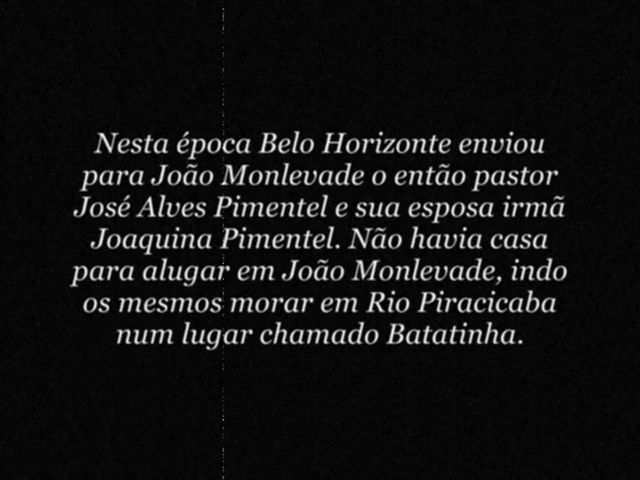 Nesta época Belo Horizonte enviou
para João Monlevade o então pastor
José Alves Pimentel e sua esposa irmã
Joaquina Pimentel. Não havia casa
para alugar em João Monlevade, indo
os mesmos morar em Rio Piracicaba
num lugar chamado Batatinha.